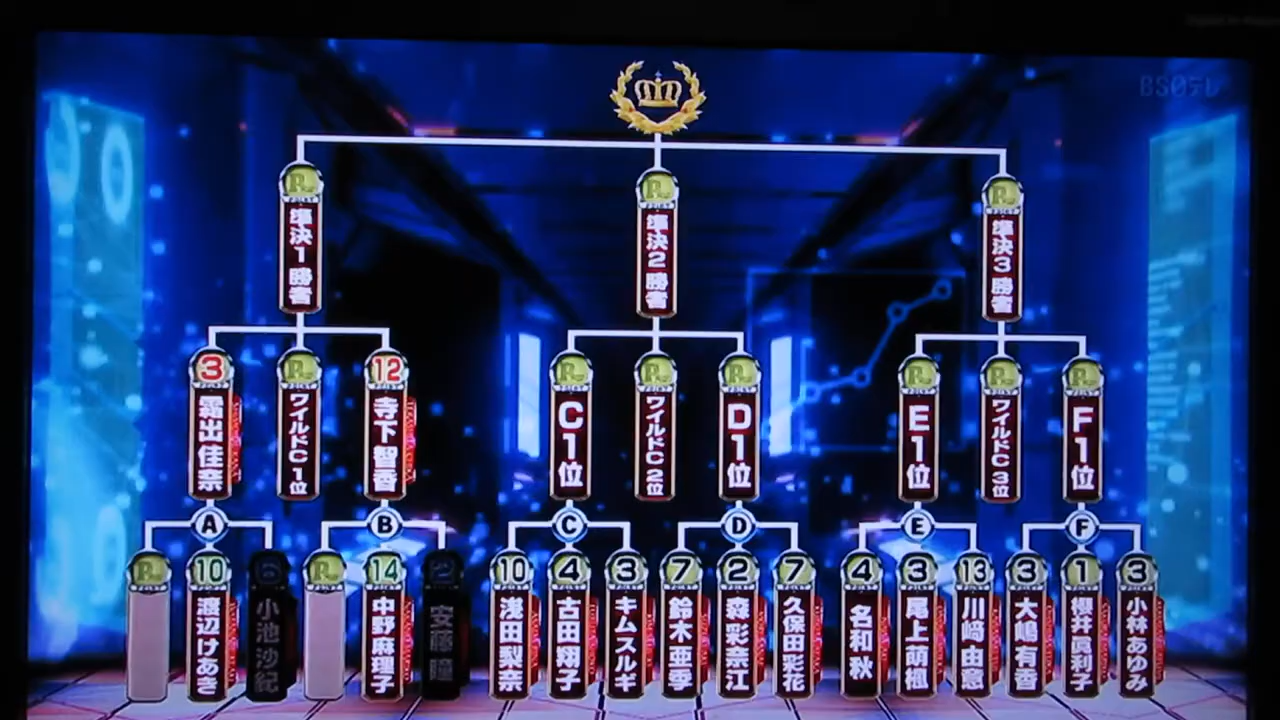 BS日テレ
準決1 勝者
準決2 勝者
準決3 勝者
3
霜出佳奈
ワイルドC1位
12
寺下智香
C1位
ワイルドC2位
D1位
E1位
ワイルドC3位
F1位
A
B
C
D
E
F
10
渡辺けあき
小池沙紀
14
中野麻理子
2
安藤瞳
10
浅田梨奈
4
古田翔子
3
キムスルギ
7
鈴木亜季
2
森彩奈江
7
久保田彩花
4
名和秋
3
尾上萌楓
13
川﨑由意
3
大嶋有香
1
櫻井眞利子
3
小林あゆみ